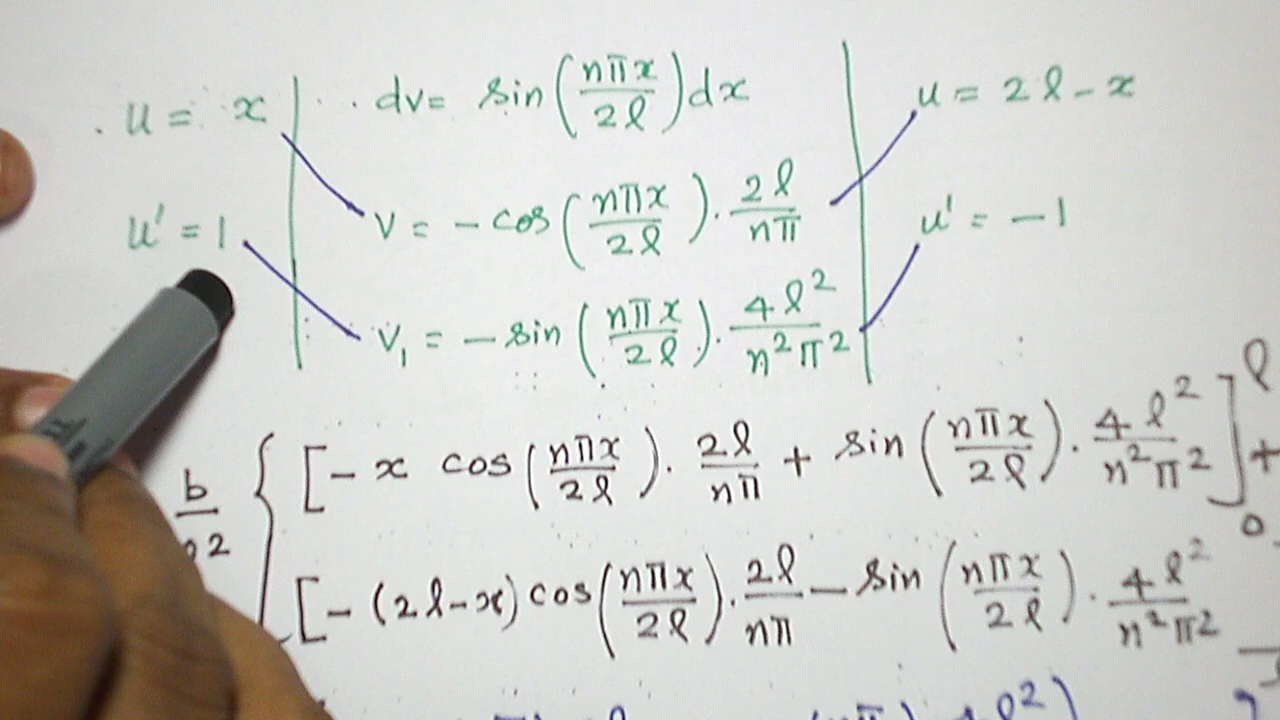 u = x | dv = sin(nπx/2l)dx | u = 2l - x
u' = 1 | v = - cos(nπx/2l) . 2l/nπ | u' = -1
v₁ = - sin(nπx/2l) . 4l²/n²π²
b/ 2 { [ - x cos(nπx/2l) . 2l/nπ + sin(nπx/2l) . 4l²/n²π² ]₀ˡ +
[ - (2l-x) cos(nπx/2l) . 2l/nπ - sin(nπx/2l) . 4l²/n²π²